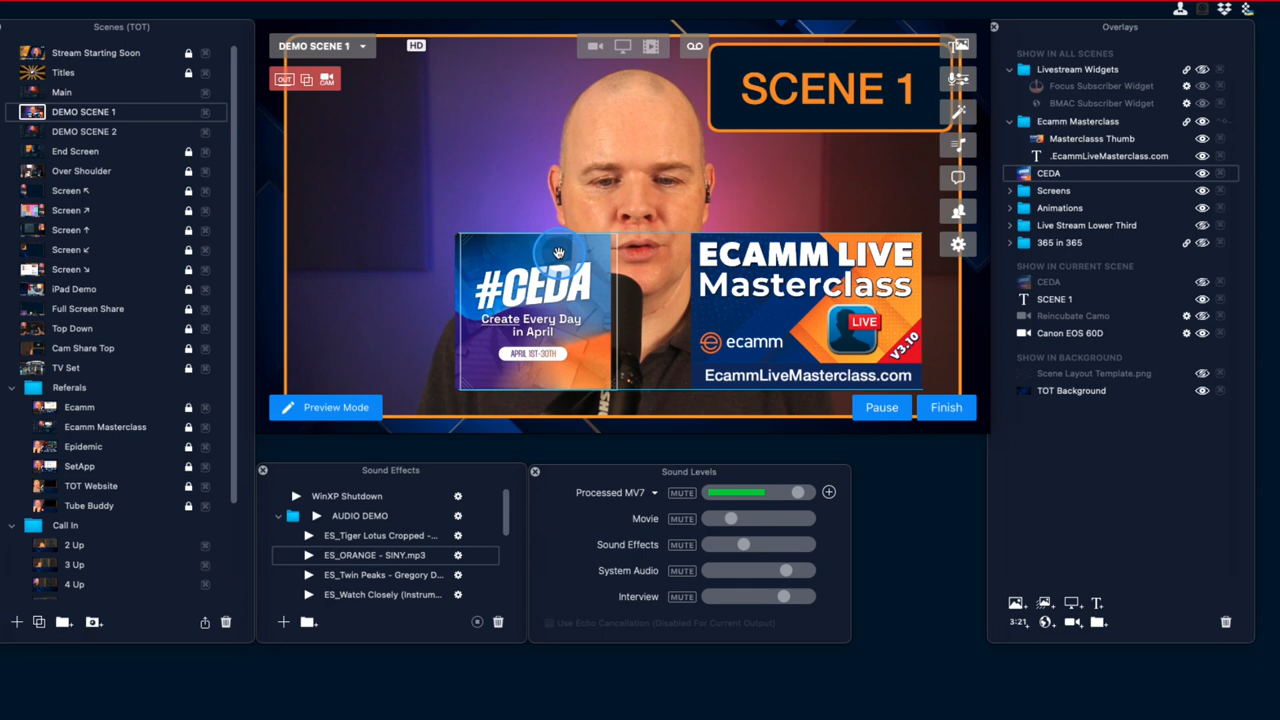 Scenes (TOT)
Stream Starting Soon
Titles
Main
DEMO SCENE 1
DEMO SCENE 2
End Screen
Over Shoulder
Screen ↖
Screen ↗
Screen ↑
Screen ↙
Screen ↘
iPad Demo
Full Screen Share
Top Down
Cam Share Top
TV Set
Referals
Ecamm
Ecamm Masterclass
Epidemic
SetApp
TOT Website
Tube Buddy
Call In
2 Up
3 Up
4 Up
DEMO SCENE 1
HD
OUT
CAM
SCENE 1
#CEDA
Create Every Day
in April
APRIL 1ST-30TH
ECAMM LIVE
Masterclass
LIVE
ecamm
V3.10
EcammLiveMasterclass.com
Preview Mode
Pause
Finish
Sound Effects
WinXP Shutdown
AUDIO DEMO
ES_Tiger Lotus Cropped -...
ES_ORANGE - SINY.mp3
ES_Twin Peaks - Gregory D...
ES_Watch Closely (Instrum...
Sound Levels
Processed MV7
MUTE
Movie
MUTE
Sound Effects
MUTE
System Audio
MUTE
Interview
MUTE
Use Echo Cancellation (Disabled For Current Output)
Overlays
SHOW IN ALL SCENES
Livestream Widgets
Focus Subscriber Widget
BMAC Subscriber Widget
Ecamm Masterclass
Masterclasss Thumb
.EcammLiveMasterclass.com
CEDA
Screens
Animations
Live Stream Lower Third
365 in 365
SHOW IN CURRENT SCENE
CEDA
SCENE 1
Reincubate Camo
Canon EOS 60D
SHOW IN BACKGROUND
Scene Layout Template.png
TOT Background
3:21